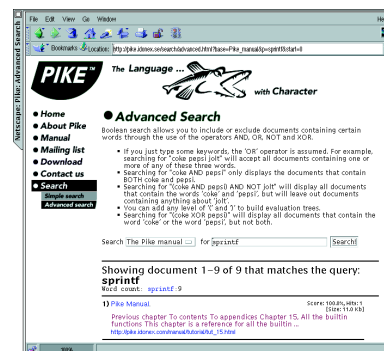 Netscape: Pike: Advanced Search
File Edit View Go Window He
Bookmarks Location: http://pike.idonex.se/search/advanced.html?base=Pike_manual&p=sprintf&start=0
PIKE™ The Language ...
with Character
Home
About Pike
Manual
Mailing list
Download
Contact us
Search
Simple search
Advanced search
Advanced Search
Boolean search allows you to include or exclude documents containing certain
words through the use of the operators AND, OR, NOT and XOR.
If you just type some keywords, the 'OR' operator is assumed. For example,
searching for "coke pepsi jolt" will accept all documents containing one or
more of any of these three words.
Searching for "coke AND pepsi" only displays the documents that contain
BOTH coke and pepsi.
Searching for "(coke AND pepsi) AND NOT jolt" will display all documents
that contain the words 'coke' and 'pepsi', but will leave out documents
containing anything about 'jolt'.
You can add any level of '(' and ')' to build evaluation trees.
Searching for "(coke XOR pepsi)" will display all documents that contain the
word 'coke' or the word 'pepsi', but not both.
Search The Pike manual for sprintf Search!
Showing document 1-9 of 9 that matches the query:
sprintf
Word count: sprintf:9
1) Pike Manual Score: 100.0%, Hits: 1
[Size: 11.0 Kb]
Previous chapter To contents To appendices Chapter 15, All the builtin
functions This chapter is a reference for all the builtin ...
http://pike.idonex.com/manual/tutorial/tut_15.html
100%